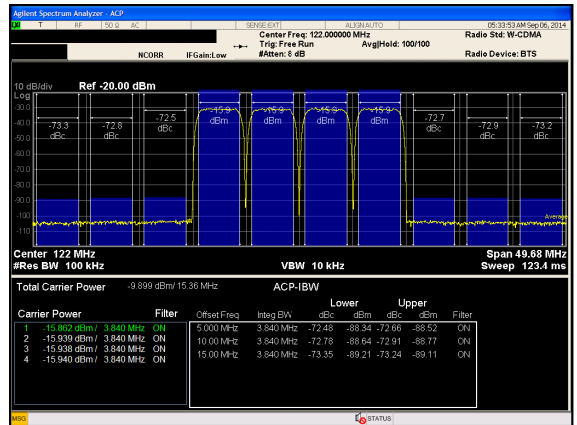 Agilent Spectrum Analyzer - ACP
T RF 50 Ω AC SENSE:EXT ALIGN AUTO 05:33:53 AM Sep 06, 2014
Center Freq: 122.000000 MHz Radio Std: W-CDMA
Trig: Free Run Avg|Hold: 100/100
NCORR IFGain:Low #Atten: 8 dB Radio Device: BTS
10 dB/div Ref -20.00 dBm
Log
-30.0
-40.0
-50.0
-60.0
-70.0
-80.0
-90.0
-100
-110
-73.3 dBc -72.8 dBc -72.5 dBc -15.9 dBm -15.9 dBm -15.9 dBm -15.9 dBm -72.7 dBc -72.9 dBc -73.2 dBc
Average
Center 122 MHz Span 49.68 MHz
#Res BW 100 kHz VBW 10 kHz Sweep 123.4 ms
Total Carrier Power -9.899 dBm/ 15.36 MHz ACP-IBW
Lower Upper
Carrier Power Filter Offset Freq Integ BW dBc dBm dBc dBm Filter
1 -15.862 dBm / 3.840 MHz ON 5.000 MHz 3.840 MHz -72.48 -88.34 -72.66 -88.52 ON
2 -15.939 dBm / 3.840 MHz ON 10.00 MHz 3.840 MHz -72.78 -88.64 -72.91 -88.77 ON
3 -15.938 dBm / 3.840 MHz ON 15.00 MHz 3.840 MHz -73.35 -89.21 -73.24 -89.11 ON
4 -15.940 dBm / 3.840 MHz ON
MSG STATUS